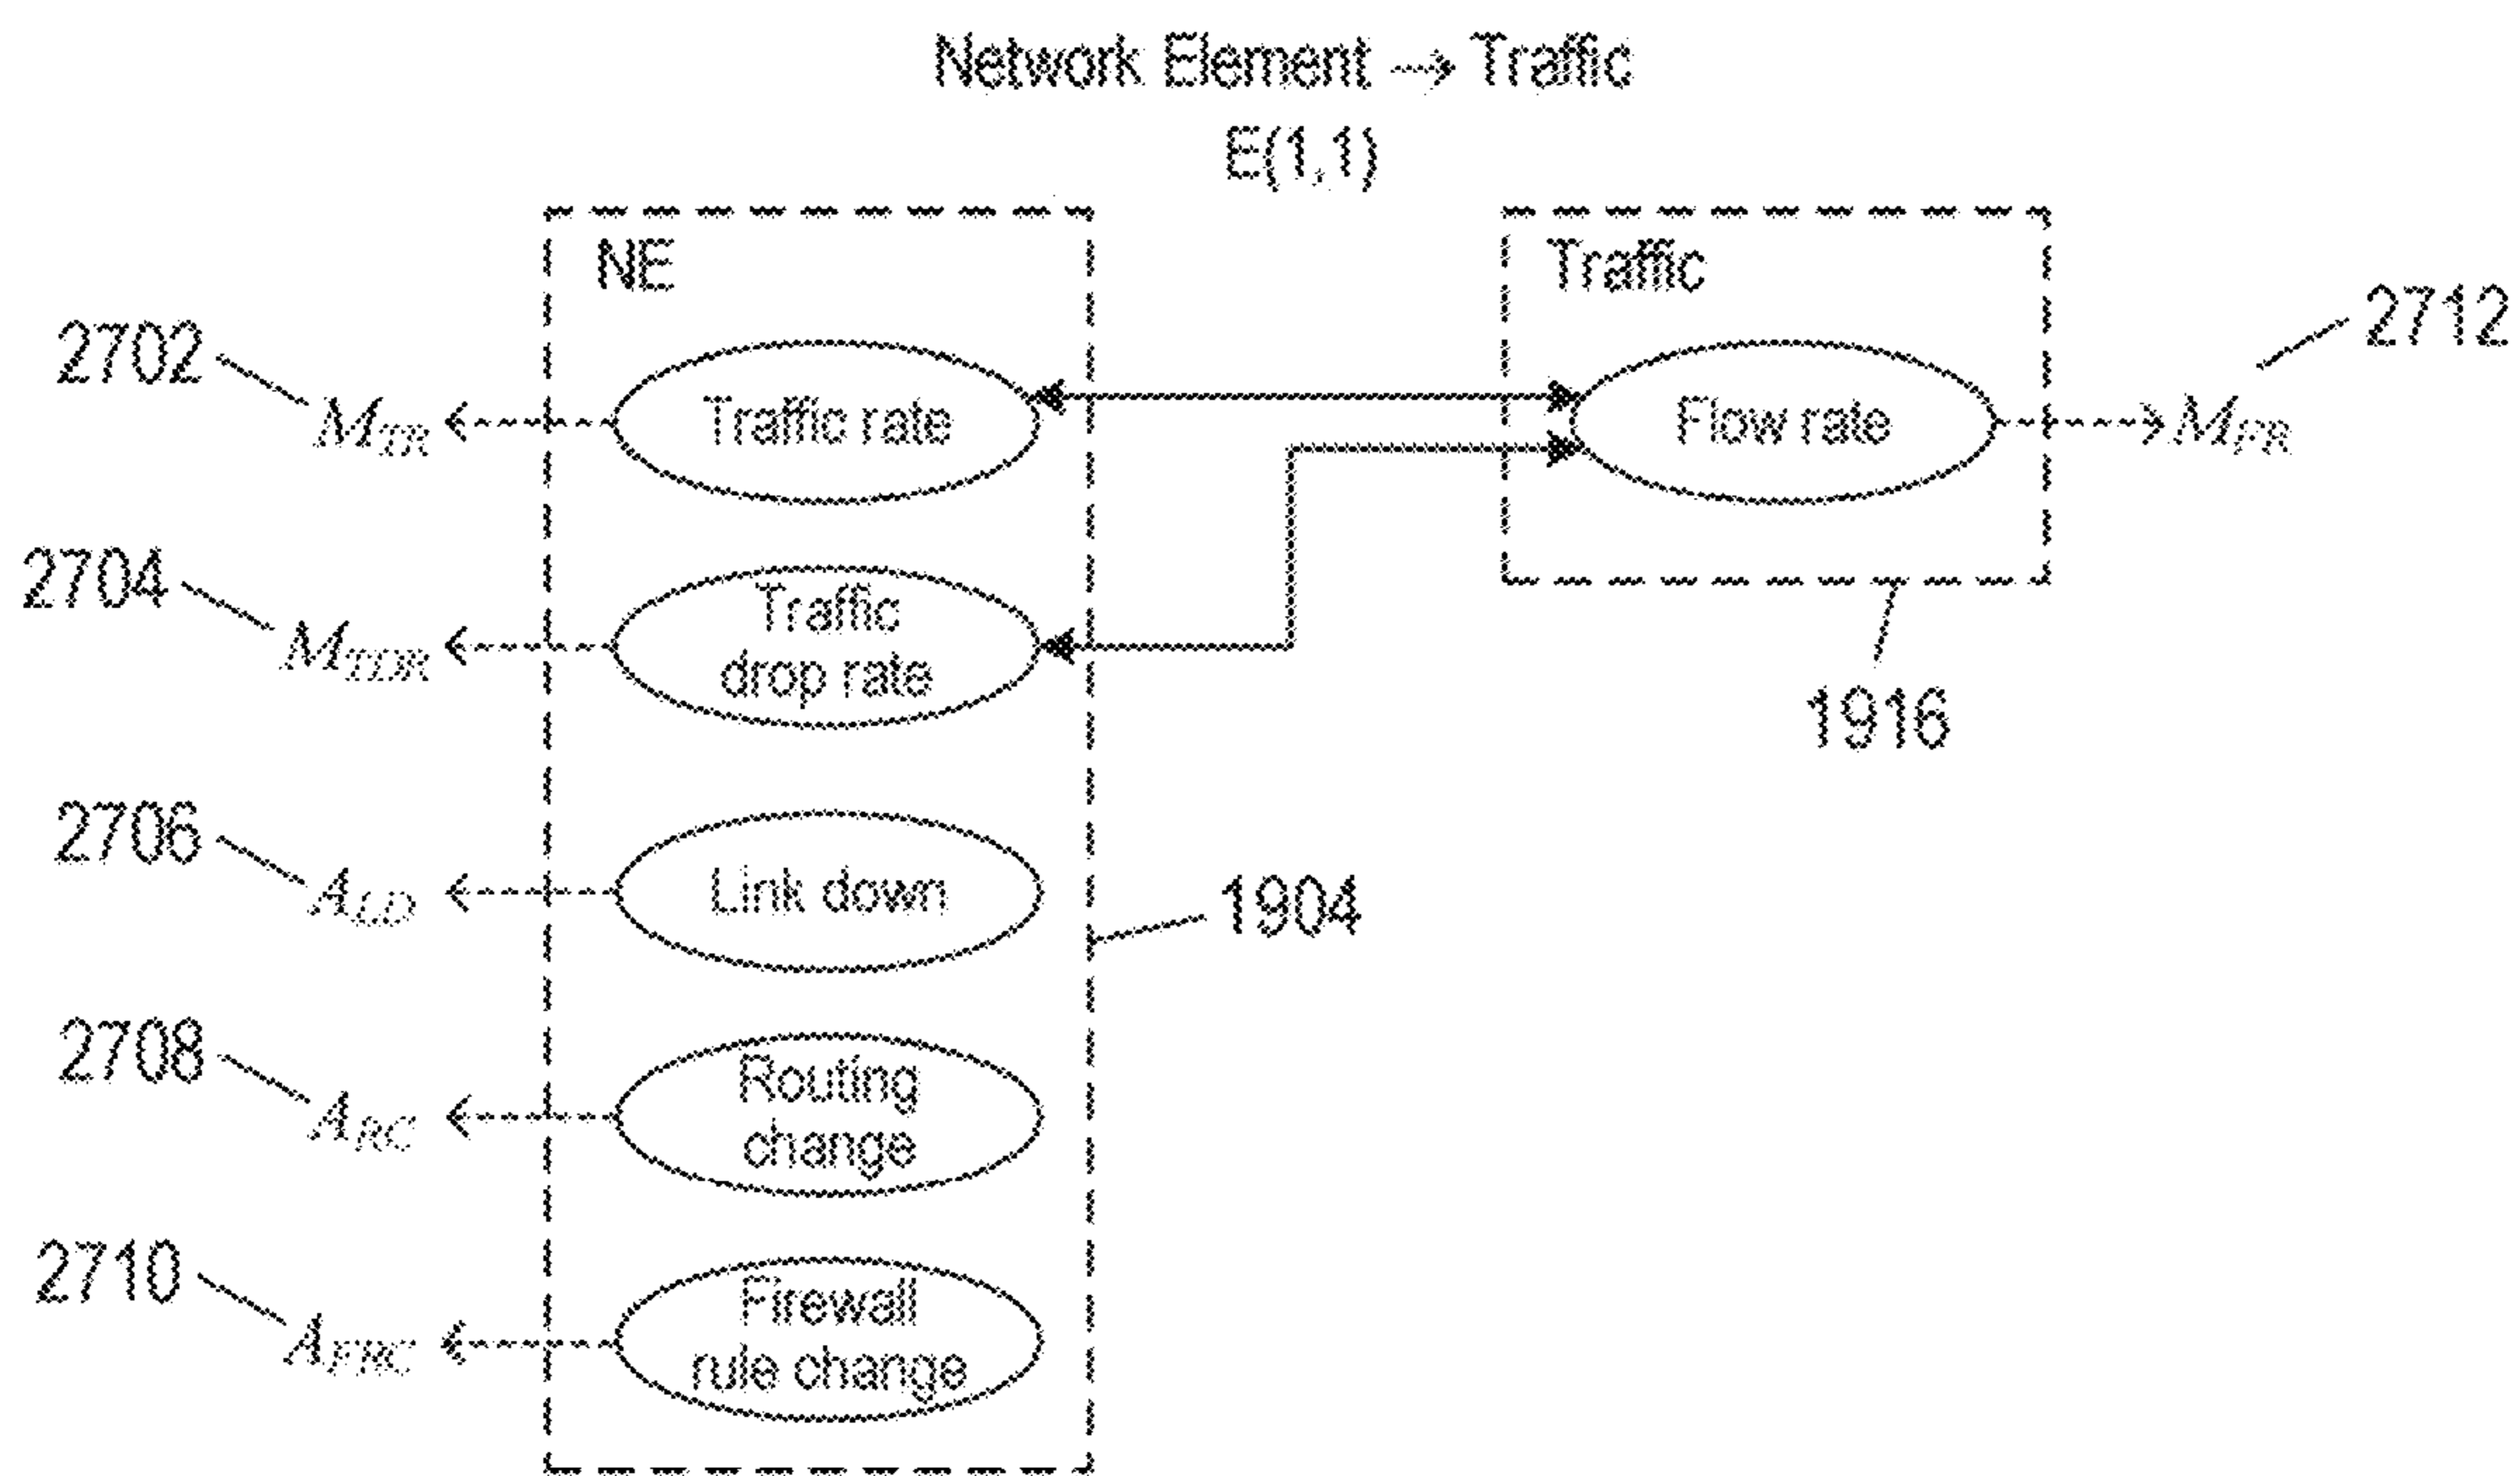 Network Element → Traffic
E(1,1)
NE
Traffic
2702
M_TR
Traffic rate
Flow rate
M_FR
2712
2704
M_TDR
Traffic
drop rate
1916
2706
A_LD
Link down
1904
2708
A_RC
Routing
change
2710
A_FRC
Firewall
rule change